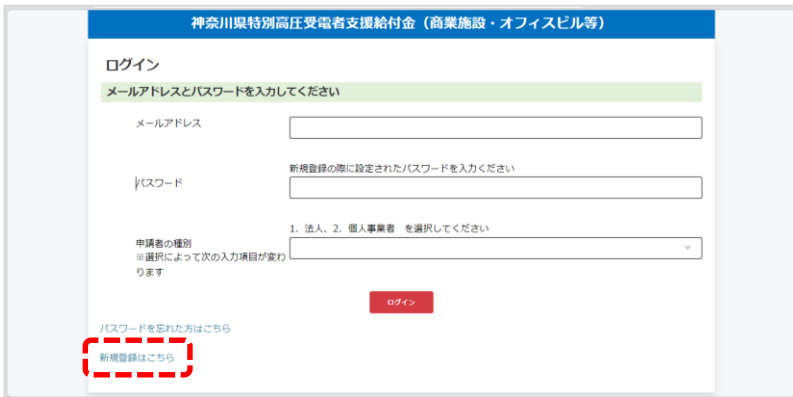 神奈川県特別高圧受電者支援給付金（商業施設・オフィスビル等）
ログイン
メールアドレスとパスワードを入力してください
メールアドレス
新規登録の際に設定されたパスワードを入力ください
パスワード
1．法人、2．個人事業者　を選択してください
申請者の種別
※選択によって次の入力項目が変わ
ります
ログイン
パスワードを忘れた方はこちら
新規登録はこちら